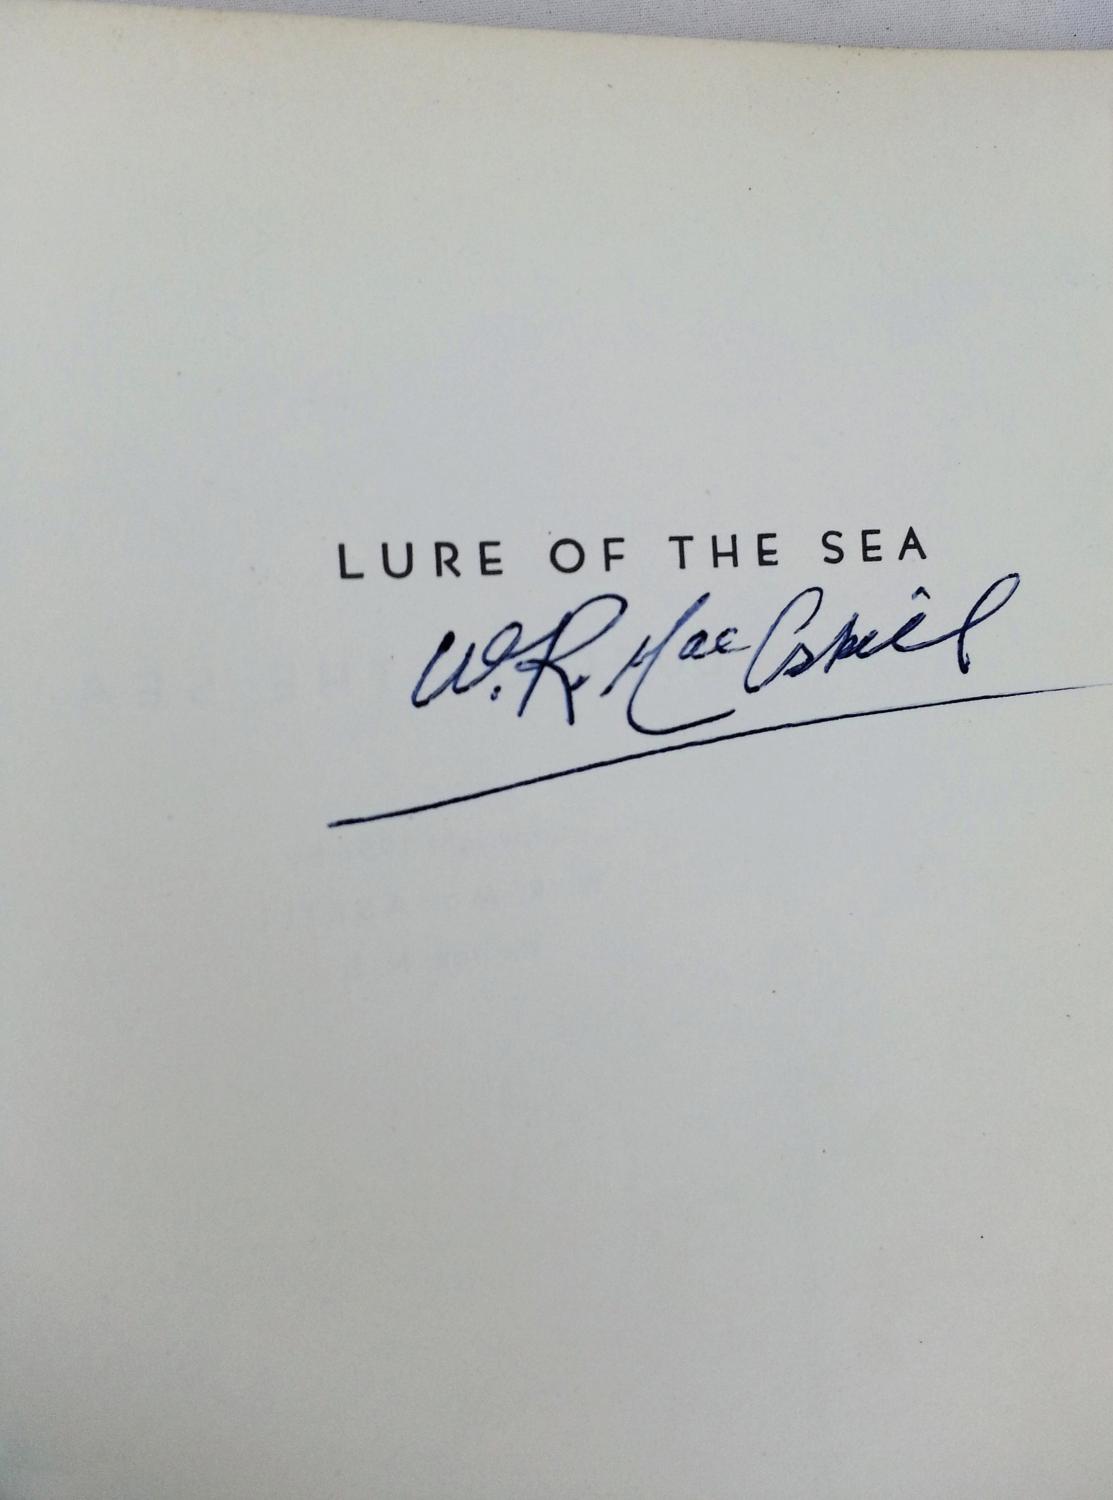 LURE OF THE SEA
W. R. MacAskill